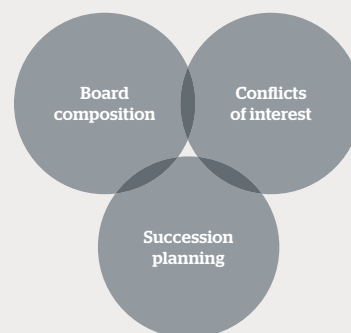 Board
composition
Conflicts
of interest
Succession
planning